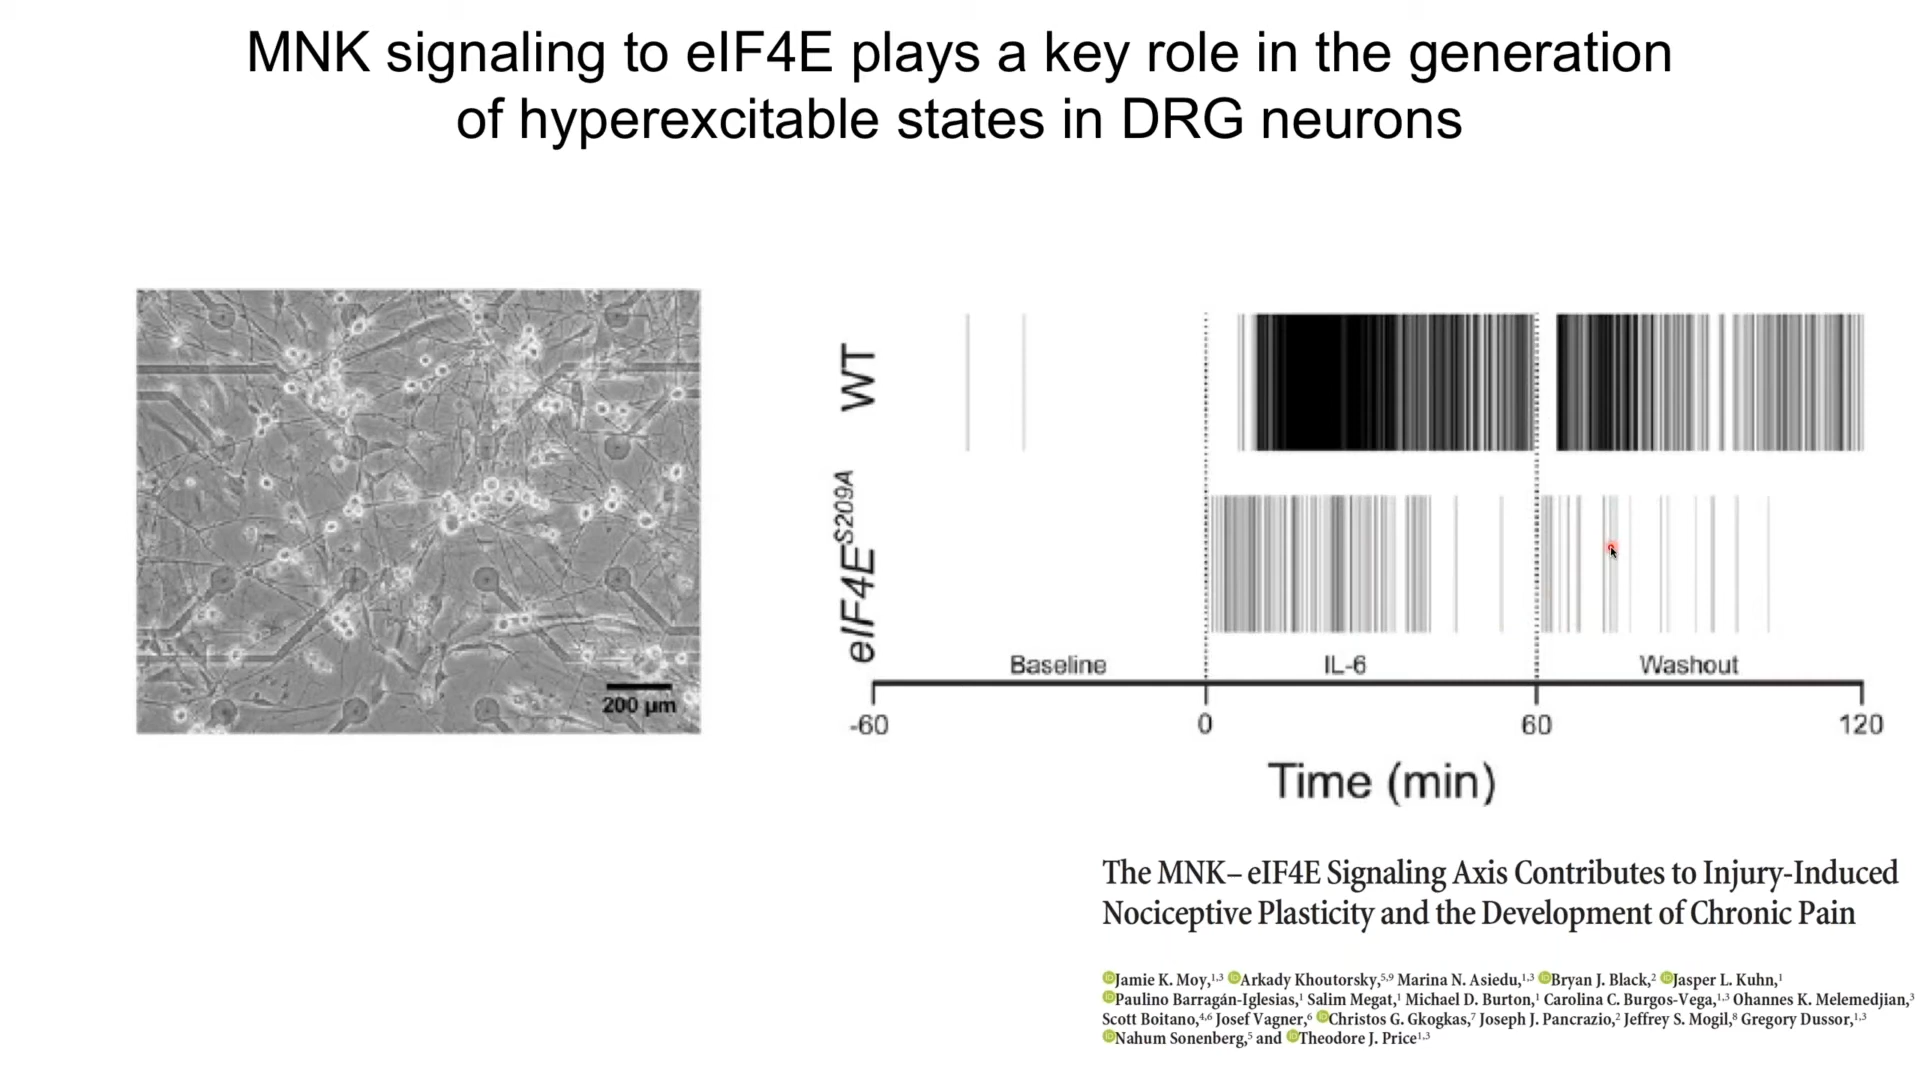 MNK signaling to eIF4E plays a key role in the generation
of hyperexcitable states in DRG neurons
200 µm
WT
eIF4E^S209A
Baseline
IL-6
Washout
-60
0
60
120
Time (min)
The MNK–eIF4E Signaling Axis Contributes to Injury-Induced
Nociceptive Plasticity and the Development of Chronic Pain
Jamie K. Moy,1,3 Arkady Khoutorsky,5,9 Marina N. Asiedu,1,3 Bryan J. Black,2 Jasper L. Kuhn,1
Paulino Barragán-Iglesias,1 Salim Megat,1 Michael D. Burton,1 Carolina C. Burgos-Vega,1,3 Ohannes K. Melemedjian,3
Scott Boitano,4,6 Josef Vagner,6 Christos G. Gkogkas,7 Joseph J. Pancrazio,2 Jeffrey S. Mogil,8 Gregory Dussor,1,3
Nahum Sonenberg,5 and Theodore J. Price1,3